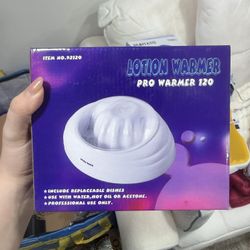 ITEM NO.92120
LOTION WARMER
PRO WARMER 120
★ INCLUDE REPLACEABLE DISHES
★ USE WITH WATER, HOT OIL OR ACETONE.
★ PROFESSIONAL USE ONLY.